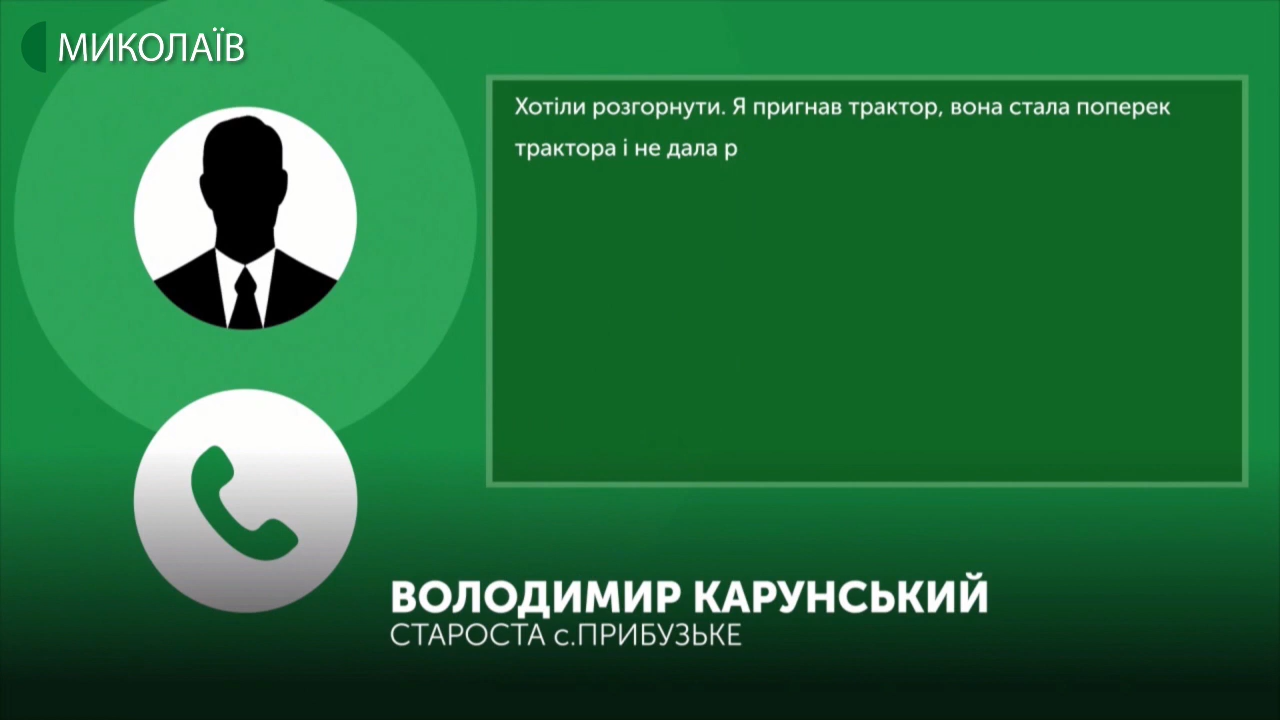 МИКОЛАЇВ
Хотіли розгорнути. Я пригнав трактор, вона стала поперек
трактора і не дала р
ВОЛОДИМИР КАРУНСЬКИЙ
СТАРОСТА с.ПРИБУЗЬКЕ